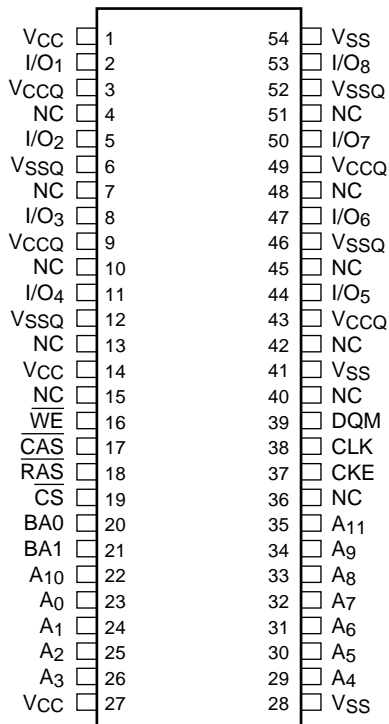 VCC 1 54 VSS
I/O1 2 53 I/O8
VCCQ 3 52 VSSQ
NC 4 51 NC
I/O2 5 50 I/O7
VSSQ 6 49 VCCQ
NC 7 48 NC
I/O3 8 47 I/O6
VCCQ 9 46 VSSQ
NC 10 45 NC
I/O4 11 44 I/O5
VSSQ 12 43 VCCQ
NC 13 42 NC
VCC 14 41 VSS
NC 15 40 NC
W̅E̅ 16 39 DQM
C̅A̅S̅ 17 38 CLK
R̅A̅S̅ 18 37 CKE
C̅S̅ 19 36 NC
BA0 20 35 A11
BA1 21 34 A9
A10 22 33 A8
A0 23 32 A7
A1 24 31 A6
A2 25 30 A5
A3 26 29 A4
VCC 27 28 VSS